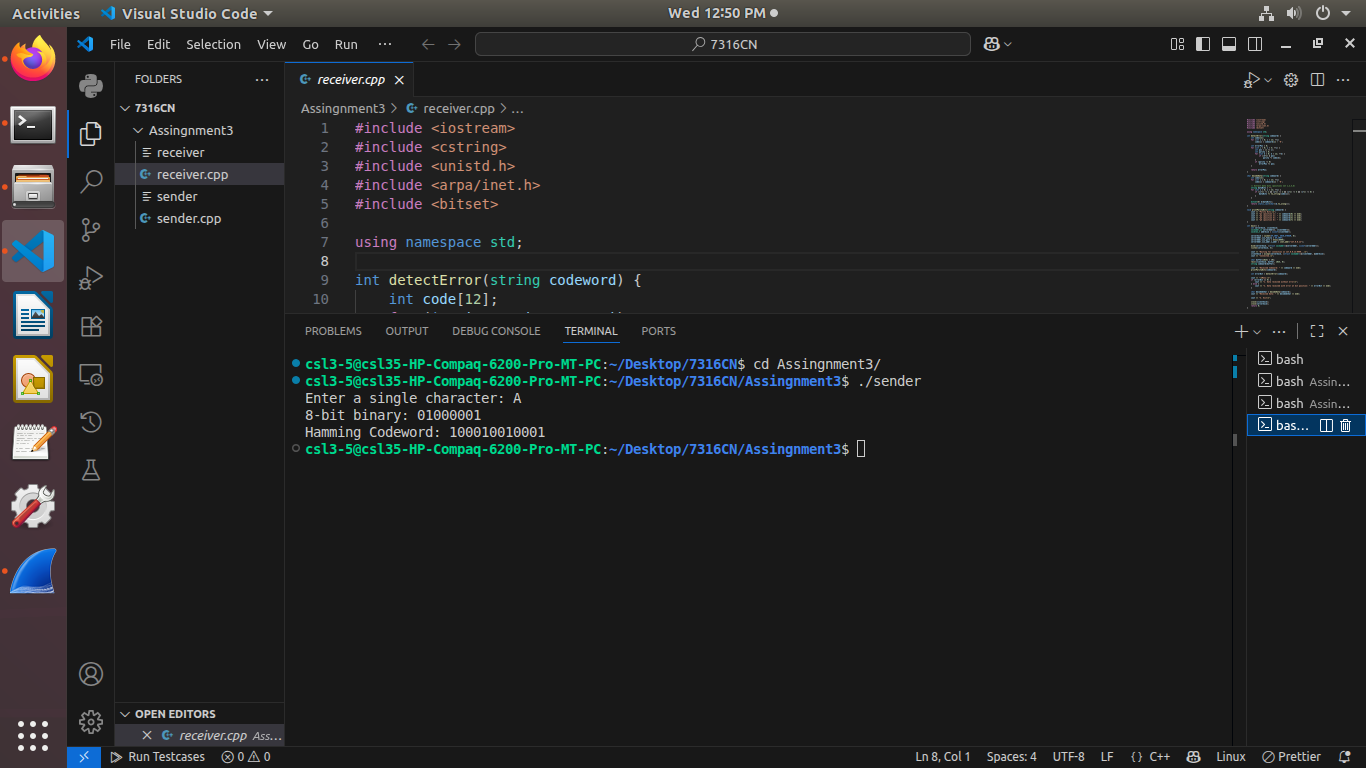 Activities Visual Studio Code Wed 12:50 PM
File Edit Selection View Go Run ··· 7316CN
FOLDERS ···
7316CN
Assingnment3
receiver
receiver.cpp
sender
sender.cpp
OPEN EDITORS
receiver.cpp Ass...
receiver.cpp
Assingnment3 > receiver.cpp > ...
1 #include <iostream>
2 #include <cstring>
3 #include <unistd.h>
4 #include <arpa/inet.h>
5 #include <bitset>
6
7 using namespace std;
8
9 int detectError(string codeword) {
10 int code[12];
PROBLEMS OUTPUT DEBUG CONSOLE TERMINAL PORTS
csl3-5@csl35-HP-Compaq-6200-Pro-MT-PC:~/Desktop/7316CN$ cd Assingnment3/
csl3-5@csl35-HP-Compaq-6200-Pro-MT-PC:~/Desktop/7316CN/Assingnment3$ ./sender
Enter a single character: A
8-bit binary: 01000001
Hamming Codeword: 100010010001
csl3-5@csl35-HP-Compaq-6200-Pro-MT-PC:~/Desktop/7316CN/Assingnment3$
bash
bash Assin...
bash Assin...
bas...
Run Testcases 0 0 Ln 8, Col 1 Spaces: 4 UTF-8 LF {} C++ Linux Prettier